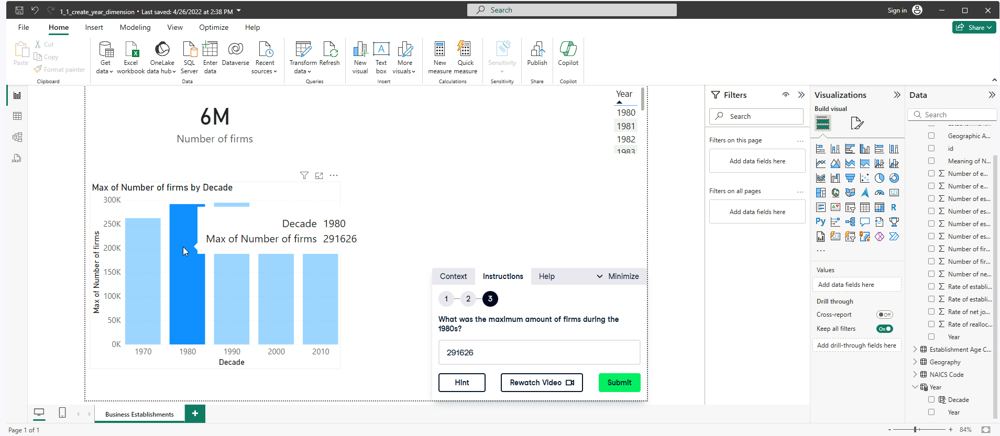 1_1_create_year_dimension • Last saved: 4/26/2022 at 2:38 PM
Search
Sign in
File
Home
Insert
Modeling
View
Optimize
Help
Share
Paste
Cut
Copy
Format painter
Clipboard
Get data
Excel workbook
OneLake data hub
SQL Server
Enter data
Dataverse
Recent sources
Data
Transform data
Refresh
Queries
New visual
Text box
More visuals
Insert
New measure
Quick measure
Calculations
Sensitivity
Sensitivity
Publish
Share
Copilot
Copilot
6M
Number of firms
Year
1980
1981
1982
1983
Max of Number of firms by Decade
300K
250K
200K
150K
100K
50K
0K
Max of Number of firms
1970
1980
1990
2000
2010
Decade
Decade 1980
Max of Number of firms 291626
Context
Instructions
Help
Minimize
1
2
3
What was the maximum amount of firms during the
1980s?
291626
Hint
Rewatch Video
Submit
Filters
Search
Filters on this page
...
Add data fields here
Filters on all pages
...
Add data fields here
Visualizations
Build visual
123
R
Py
123
...
Values
Add data fields here
Drill through
Cross-report
Off
Keep all filters
On
Add drill-through fields here
Data
Search
Geographic A...
id
Meaning of N...
Number of e...
Number of e...
Number of es...
Number of es...
Number of es...
Number of es...
Number of fir...
Number of fir...
Number of ne...
Rate of establi...
Rate of establi...
Rate of net jo...
Rate of realloc...
Year
Establishment Age C...
Geography
NAICS Code
Year
Decade
Year
Business Establishments
+
Page 1 of 1
- + 84%